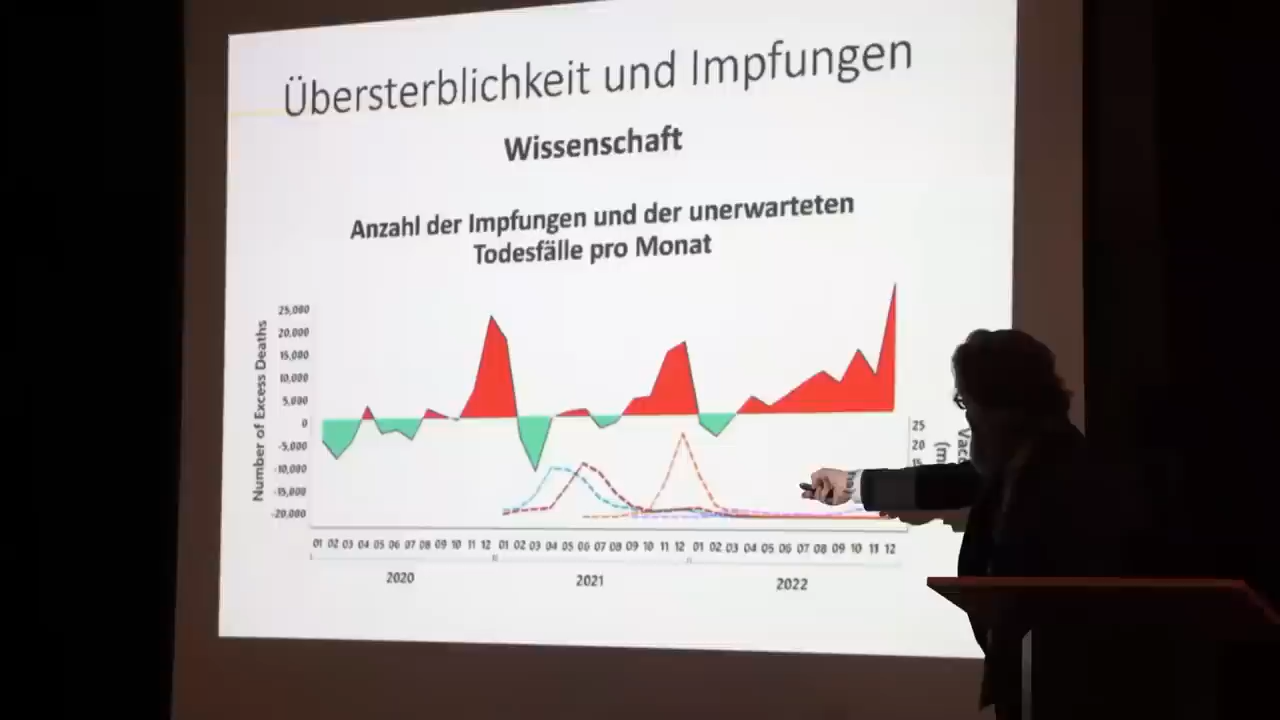 Übersterblichkeit und Impfungen
Wissenschaft
Anzahl der Impfungen und der unerwarteten
Todesfälle pro Monat
Number of Excess Deaths
25,000
20,000
15,000
10,000
5,000
0
-5,000
-10,000
-15,000
-20,000
25
20
15
01 02 03 04 05 06 07 08 09 10 11 12 01 02 03 04 05 06 07 08 09 10 11 12 01 02 03 04 05 06 07 08 09 10 11 12
2020 2021 2022